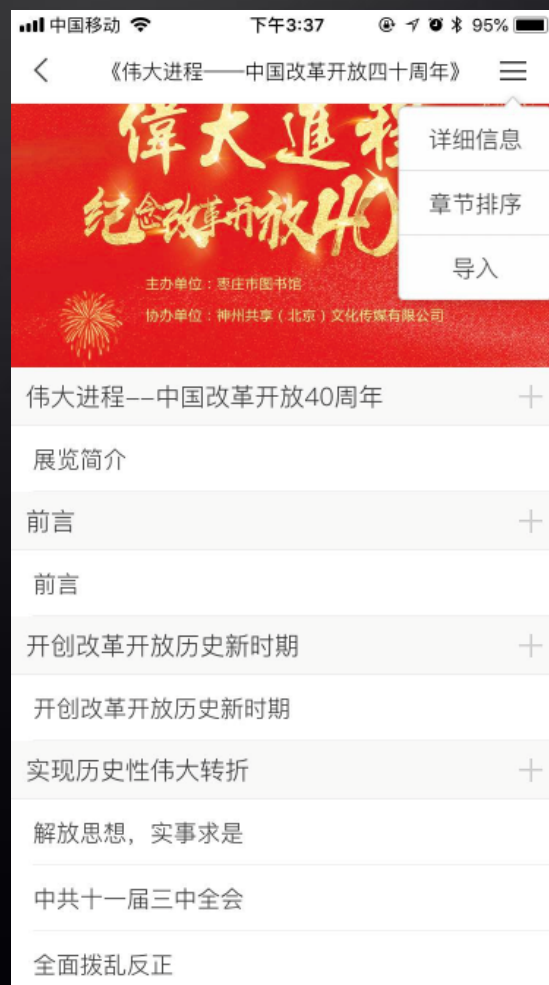 中国移动 下午3:37 95%
《伟大进程——中国改革开放四十周年》
偉大進程
纪念改革开放40
详细信息
章节排序
导入
主办单位：枣庄市图书馆
协办单位：神州共享（北京）文化传媒有限公司
伟大进程--中国改革开放40周年
展览简介
前言
前言
开创改革开放历史新时期
开创改革开放历史新时期
实现历史性伟大转折
解放思想，实事求是
中共十一届三中全会
全面拨乱反正